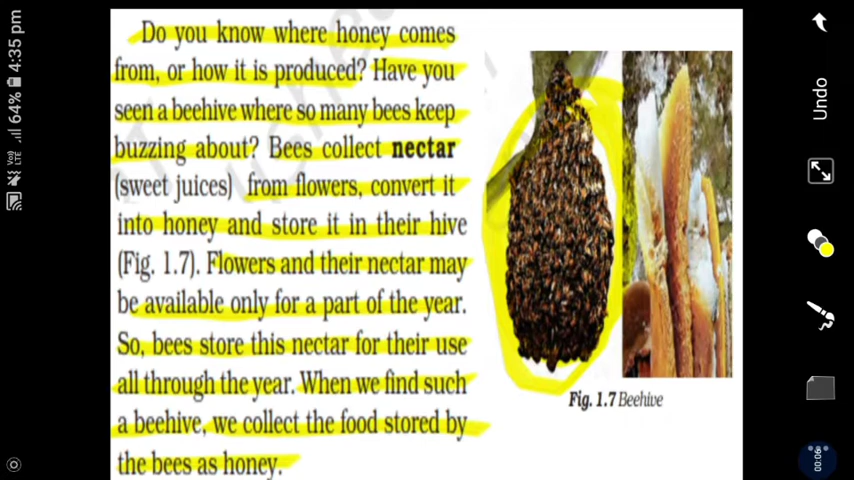 Do you know where honey comes
from, or how it is produced? Have you
seen a beehive where so many bees keep
buzzing about? Bees collect nectar
(sweet juices) from flowers, convert it
into honey and store it in their hive
(Fig. 1.7). Flowers and their nectar may
be available only for a part of the year.
So, bees store this nectar for their use
all through the year. When we find such
a beehive, we collect the food stored by
the bees as honey.
Fig. 1.7 Beehive
4:35 pm
64%
Vo))
LTE
Undo
00:06